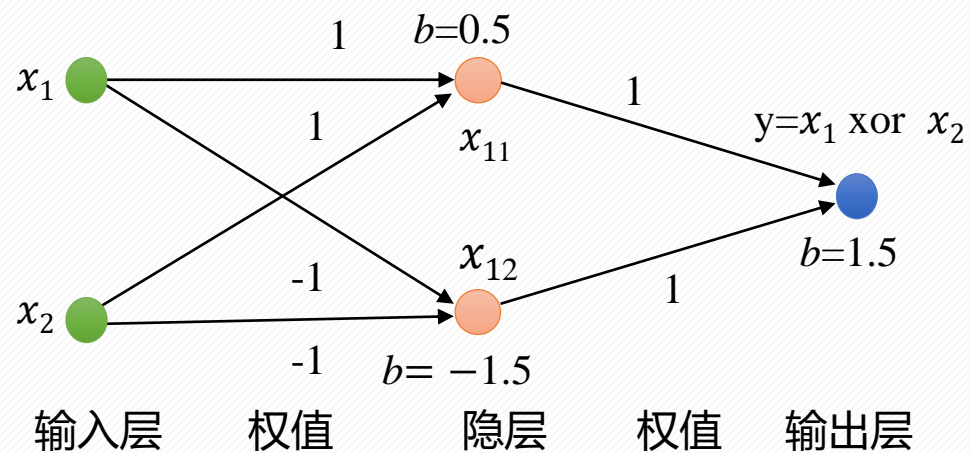 1
b=0.5
x₁
1
1
y=x₁ xor x₂
x₁₁
x₁₂
b=1.5
-1
1
x₂
-1
b= −1.5
输入层 权值 隐层 权值 输出层